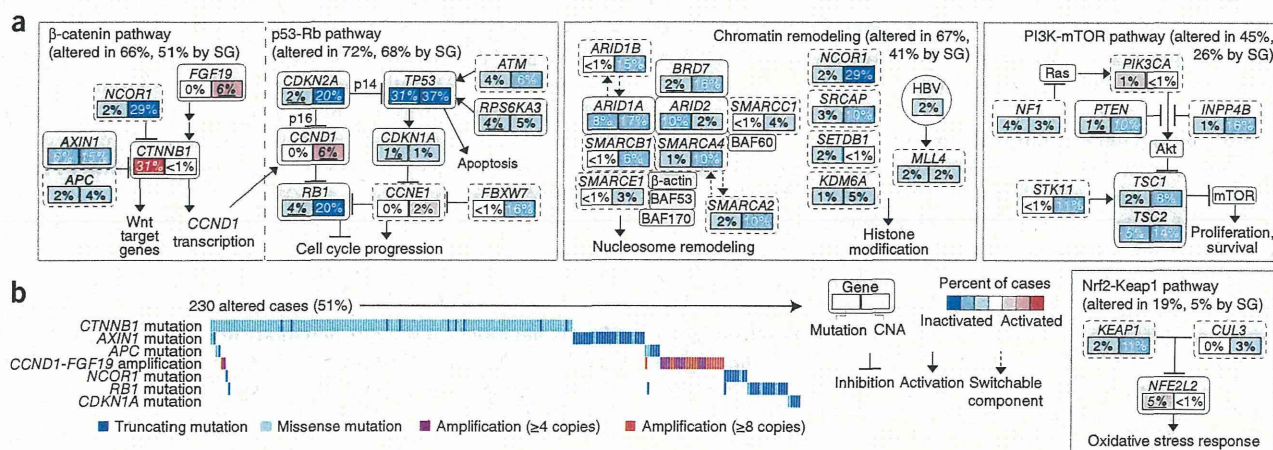 a
β-catenin pathway
(altered in 66%, 51% by SG)
FGF19
0% 6%
NCOR1
2% 29%
AXIN1
6% 15%
CTNNB1
31% <1%
APC
2% 4%
Wnt
target
genes
CCND1
transcription
p53-Rb pathway
(altered in 72%, 68% by SG)
CDKN2A
2% 20%
p14
TP53
31% 37%
ATM
4% 6%
RPS6KA3
4% 5%
p16
CCND1
0% 6%
CDKN1A
1% 1%
Apoptosis
RB1
4% 20%
CCNE1
0% 2%
FBXW7
<1% 16%
Cell cycle progression
Chromatin remodeling (altered in 67%,
41% by SG)
ARID1B
<1% 15%
BRD7
2% 15%
ARID1A
8% 17%
ARID2
10% 2%
SMARCC1
<1% 4%
SMARCB1
<1% 6%
SMARCA4
1% 10%
BAF60
SMARCE1
<1% 3%
β-actin
BAF53
BAF170
SMARCA2
2% 10%
Nucleosome remodeling
NCOR1
2% 29%
SRCAP
3% 10%
SETDB1
2% <1%
KDM6A
1% 5%
HBV
2%
MLL4
2% 2%
Histone
modification
PI3K-mTOR pathway (altered in 45%,
26% by SG)
Ras
PIK3CA
1% <1%
NF1
4% 3%
PTEN
1% 10%
INPP4B
1% 16%
Akt
STK11
<1% 11%
TSC1
2% 6%
TSC2
5% 14%
mTOR
Proliferation,
survival
b
230 altered cases (51%)
CTNNB1 mutation
AXIN1 mutation
APC mutation
CCND1-FGF19 amplification
NCOR1 mutation
RB1 mutation
CDKN1A mutation
Truncating mutation Missense mutation Amplification (≥4 copies) Amplification (≥8 copies)
Gene
Mutation CNA
Percent of cases
Inactivated Activated
Inhibition Activation Switchable
component
Nrf2-Keap1 pathway
(altered in 19%, 5% by SG)
KEAP1
2% 11%
CUL3
0% 3%
NFE2L2
5% <1%
Oxidative stress response